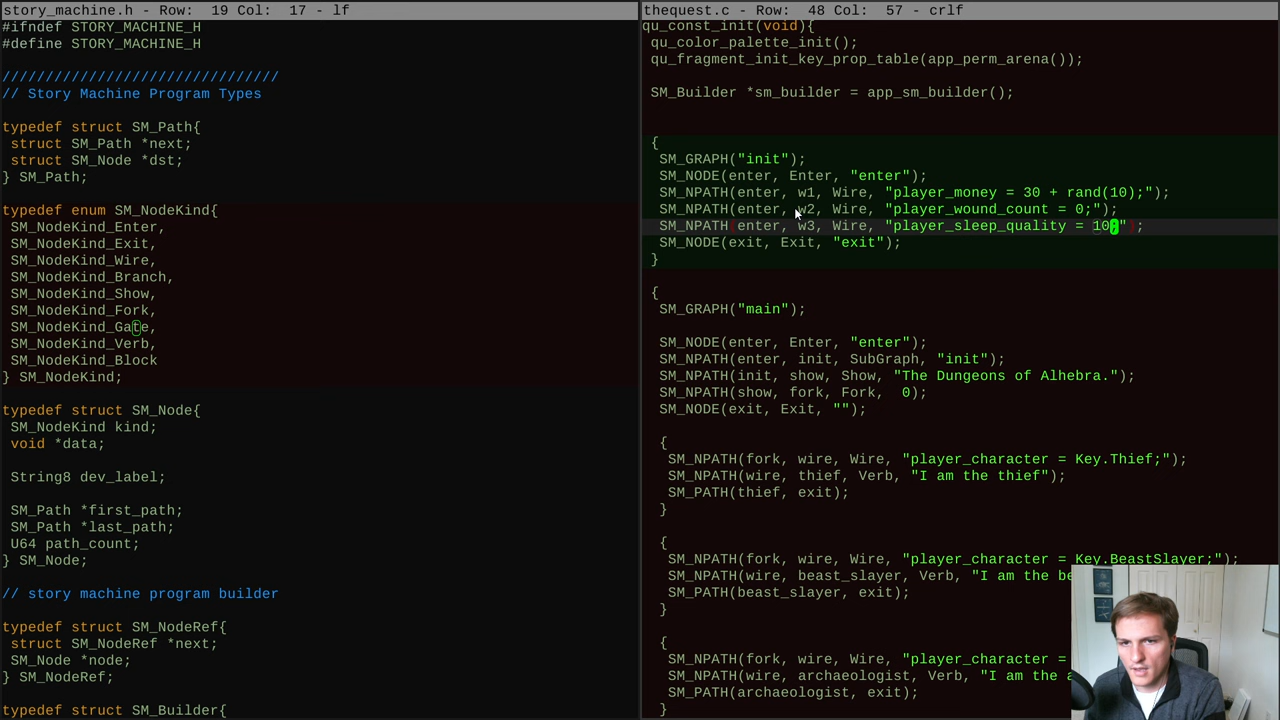 story_machine.h - Row:  19 Col:  17 - lf
#ifndef STORY_MACHINE_H
#define STORY_MACHINE_H
////////////////////////////////
// Story Machine Program Types
typedef struct SM_Path{
 struct SM_Path *next;
 struct SM_Node *dst;
} SM_Path;
typedef enum SM_NodeKind{
 SM_NodeKind_Enter,
 SM_NodeKind_Exit,
 SM_NodeKind_Wire,
 SM_NodeKind_Branch,
 SM_NodeKind_Show,
 SM_NodeKind_Fork,
 SM_NodeKind_Gate,
 SM_NodeKind_Verb,
 SM_NodeKind_Block
} SM_NodeKind;
typedef struct SM_Node{
 SM_NodeKind kind;
 void *data;
 String8 dev_label;
 SM_Path *first_path;
 SM_Path *last_path;
 U64 path_count;
} SM_Node;
// story machine program builder
typedef struct SM_NodeRef{
 struct SM_NodeRef *next;
 SM_Node *node;
} SM_NodeRef;
typedef struct SM_Builder{
thequest.c - Row:  48 Col:  57 - crlf
qu_const_init(void){
 qu_color_palette_init();
 qu_fragment_init_key_prop_table(app_perm_arena());
 SM_Builder *sm_builder = app_sm_builder();
 {
  SM_GRAPH("init");
  SM_NODE(enter, Enter, "enter");
  SM_NPATH(enter, w1, Wire, "player_money = 30 + rand(10);");
  SM_NPATH(enter, w2, Wire, "player_wound_count = 0;");
  SM_NPATH(enter, w3, Wire, "player_sleep_quality = 10;");
  SM_NODE(exit, Exit, "exit");
 }
 {
  SM_GRAPH("main");
  SM_NODE(enter, Enter, "enter");
  SM_NPATH(enter, init, SubGraph, "init");
  SM_NPATH(init, show, Show, "The Dungeons of Alhebra.");
  SM_NPATH(show, fork, Fork,  0);
  SM_NODE(exit, Exit, "");
  {
   SM_NPATH(fork, wire, Wire, "player_character = Key.Thief;");
   SM_NPATH(wire, thief, Verb, "I am the thief");
   SM_PATH(thief, exit);
  }
  {
   SM_NPATH(fork, wire, Wire, "player_character = Key.BeastSlayer;");
   SM_NPATH(wire, beast_slayer, Verb, "I am the be
   SM_PATH(beast_slayer, exit);
  }
  {
   SM_NPATH(fork, wire, Wire, "player_character =
   SM_NPATH(wire, archaeologist, Verb, "I am the a
   SM_PATH(archaeologist, exit);
  }